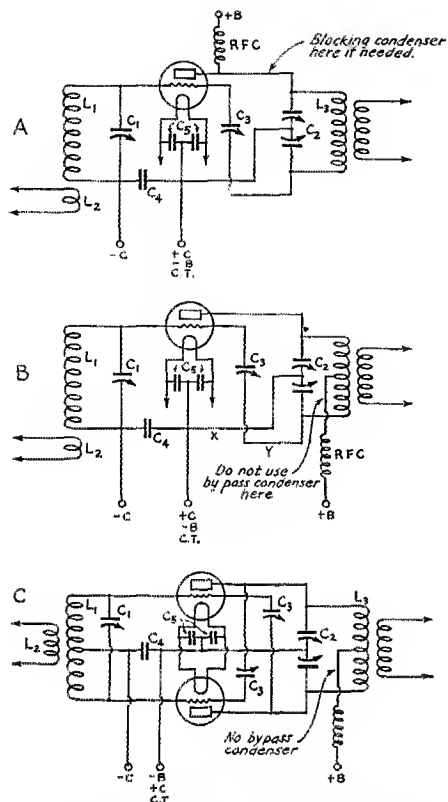 +B
RFC
Blocking condenser
here if needed.
A
L1
C1
C5
C3
L3
C2
C4
L2
-C
+C
-B
C.T.
B
L1
C1
C5
C3
C2
C4
X
Y
L2
Do not use
by pass condenser
here
RFC
-C
+C
-B
C.T.
+B
C
L1
C1
C5
C3
L3
L2
C4
C2
C3
No bypass
condenser
-C
-B
+C
C.T
+B